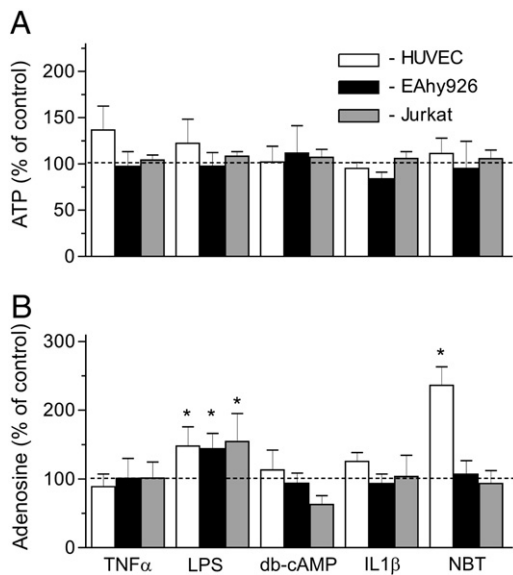 A
ATP (% of control)
200
150
100
50
0
- HUVEC
- EAhy926
- Jurkat
B
Adenosine (% of control)
300
200
100
0
* * *
*
TNFα LPS db-cAMP IL1β NBT